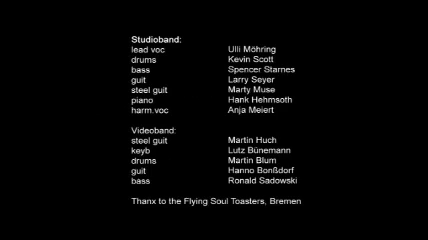 Studioband:
lead voc Ulli Möhring
drums Kevin Scott
bass Spencer Starnes
guit Larry Seyer
steel guit Marty Muse
piano Hank Hehmsoth
harm.voc Anja Meiert
Videoband:
steel guit Martin Huch
keyb Lutz Bünemann
drums Martin Blum
guit Hanno Bonßdorf
bass Ronald Sadowski
Thanx to the Flying Soul Toasters, Bremen